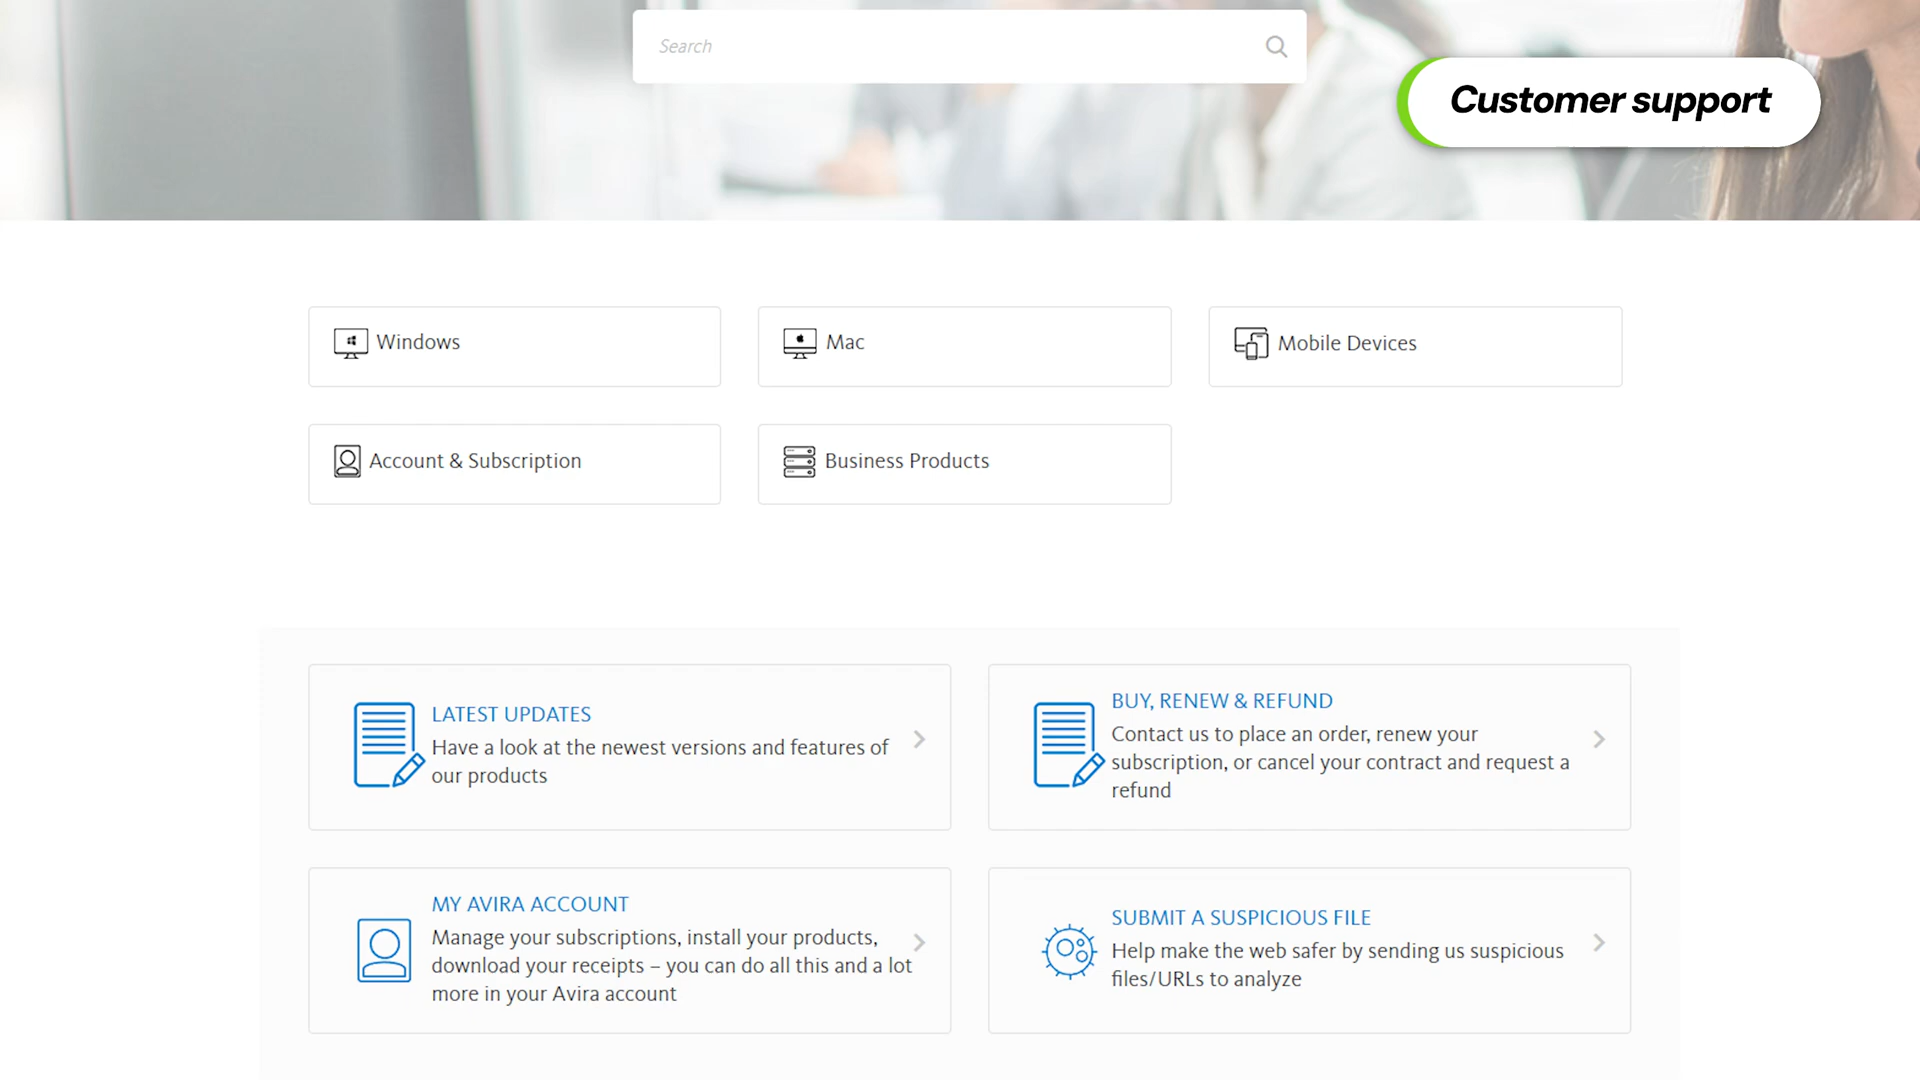 Search
Customer support
Windows
Mac
Mobile Devices
Account & Subscription
Business Products
LATEST UPDATES
Have a look at the newest versions and features of
our products
BUY, RENEW & REFUND
Contact us to place an order, renew your
subscription, or cancel your contract and request a
refund
MY AVIRA ACCOUNT
Manage your subscriptions, install your products,
download your receipts – you can do all this and a lot
more in your Avira account
SUBMIT A SUSPICIOUS FILE
Help make the web safer by sending us suspicious
files/URLs to analyze